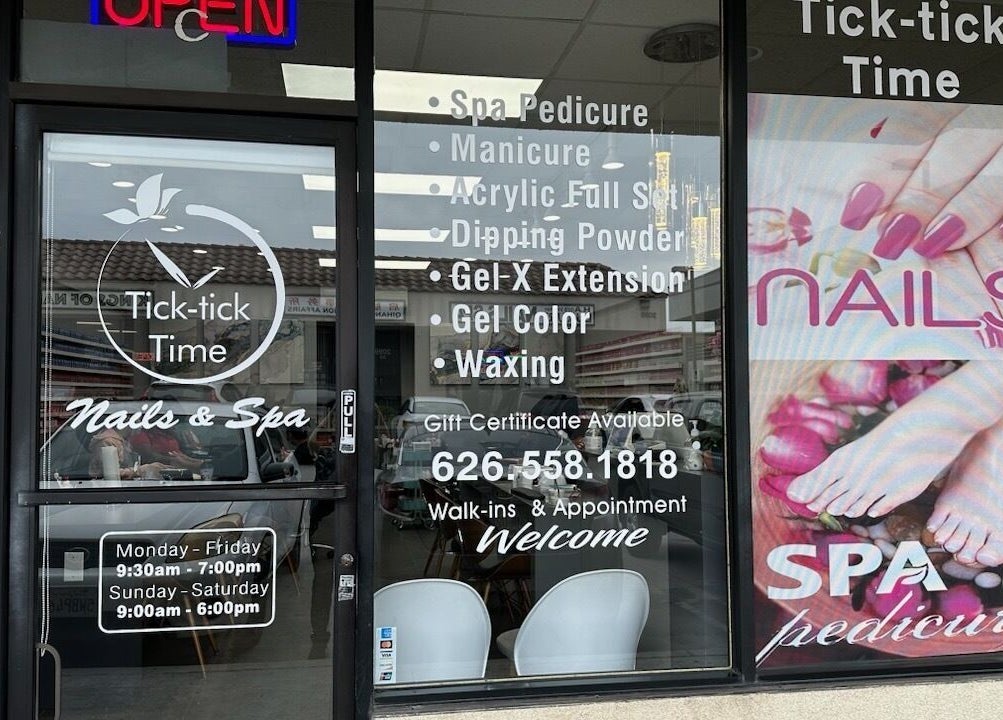 OPEN
Tick-tick
Time
Nails & Spa
PULL
Monday - Friday
9:30am - 7:00pm
Sunday - Saturday
9:00am - 6:00pm
• Spa Pedicure
• Manicure
• Acrylic Full Set
• Dipping Powder
• Gel-X Extension
• Gel Color
• Waxing
Gift Certificate Available
626.558.1818
Walk-ins & Appointment
Welcome
VISA
Tick-tick
Time
NAILS
SPA